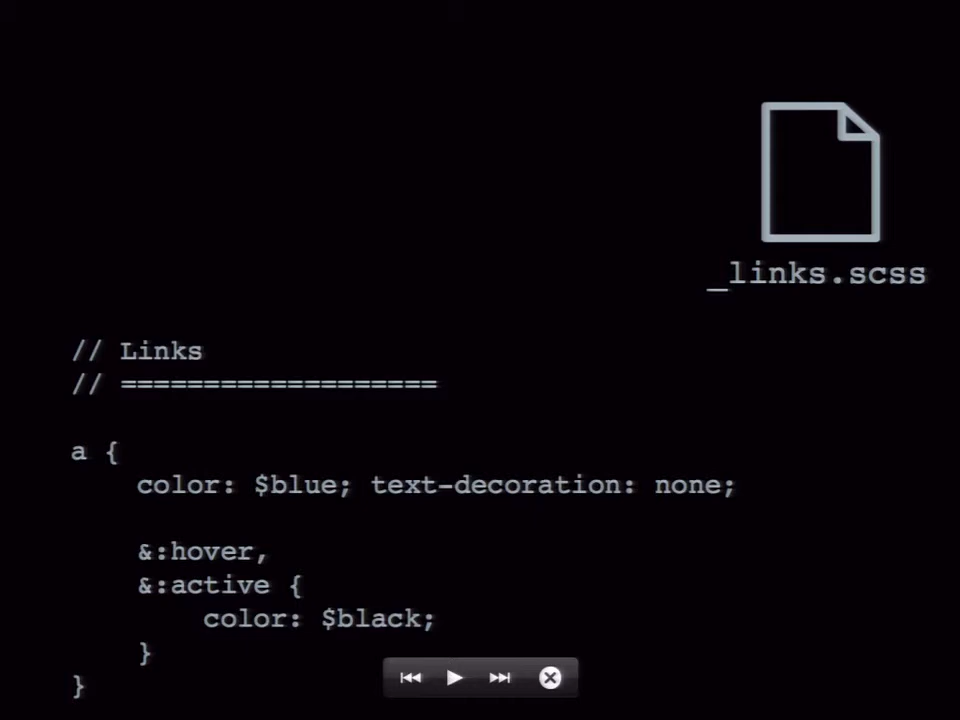 _links.scss
// Links
// ===================
a {
color: $blue; text-decoration: none;
&:hover,
&:active {
color: $black;
}
}